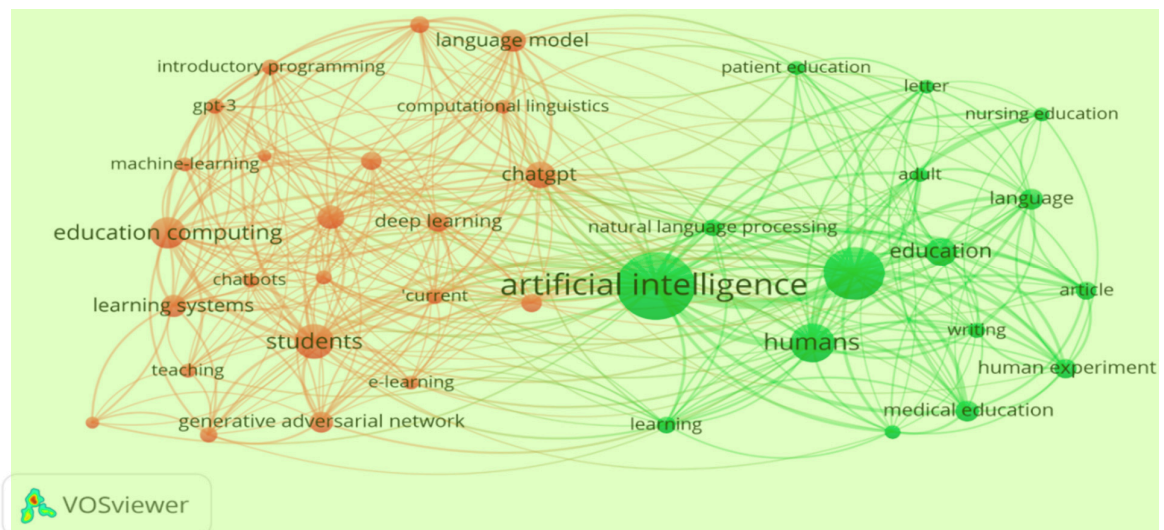 language model
introductory programming
patient education
letter
gpt-3
computational linguistics
nursing education
machine-learning
chatgpt
adult
language
education computing
deep learning
natural language processing
education
chatbots
artificial intelligence
article
learning systems
'current
students
humans
writing
teaching
e-learning
human experiment
generative adversarial network
learning
medical education
VOSviewer